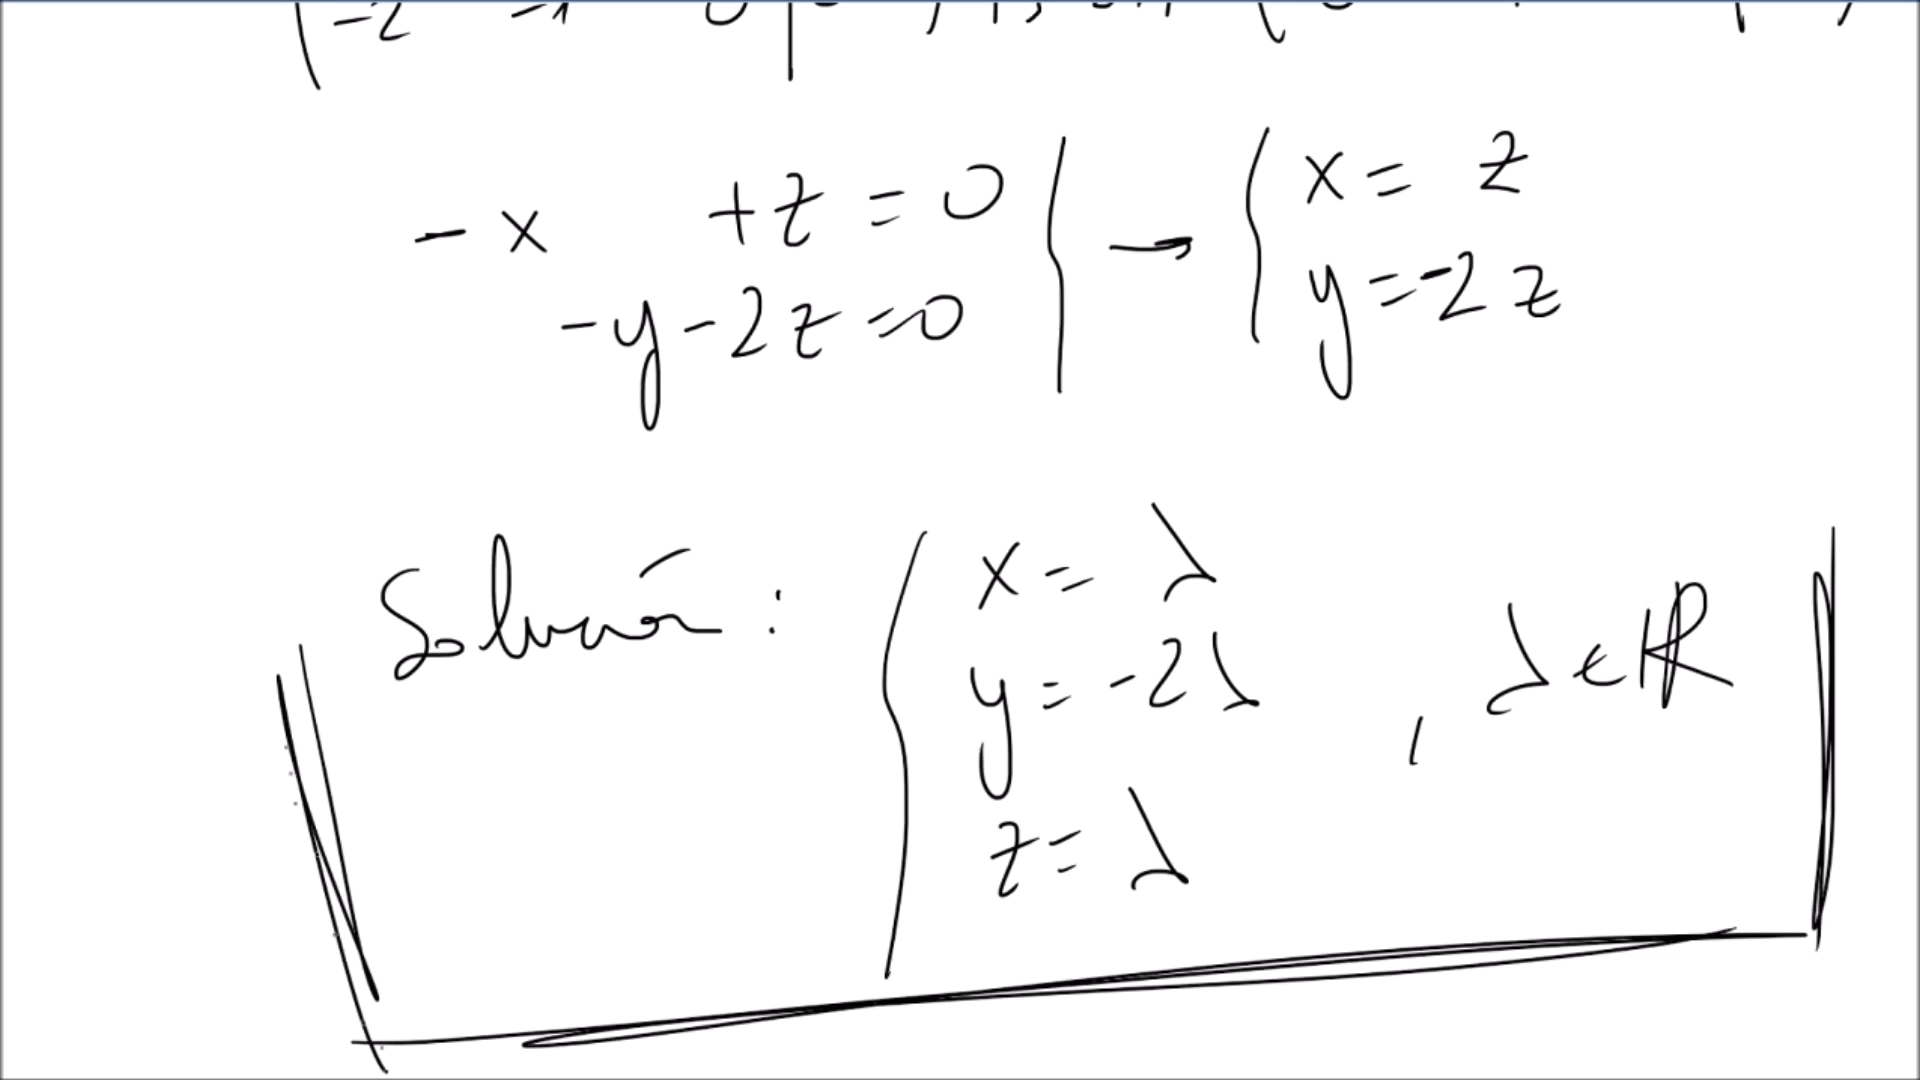 -x +z = 0 } → { x = z
-y - 2z = 0 y = -2z
Solución: { x = λ
y = -2λ , λ ∈ ℝ
z = λ